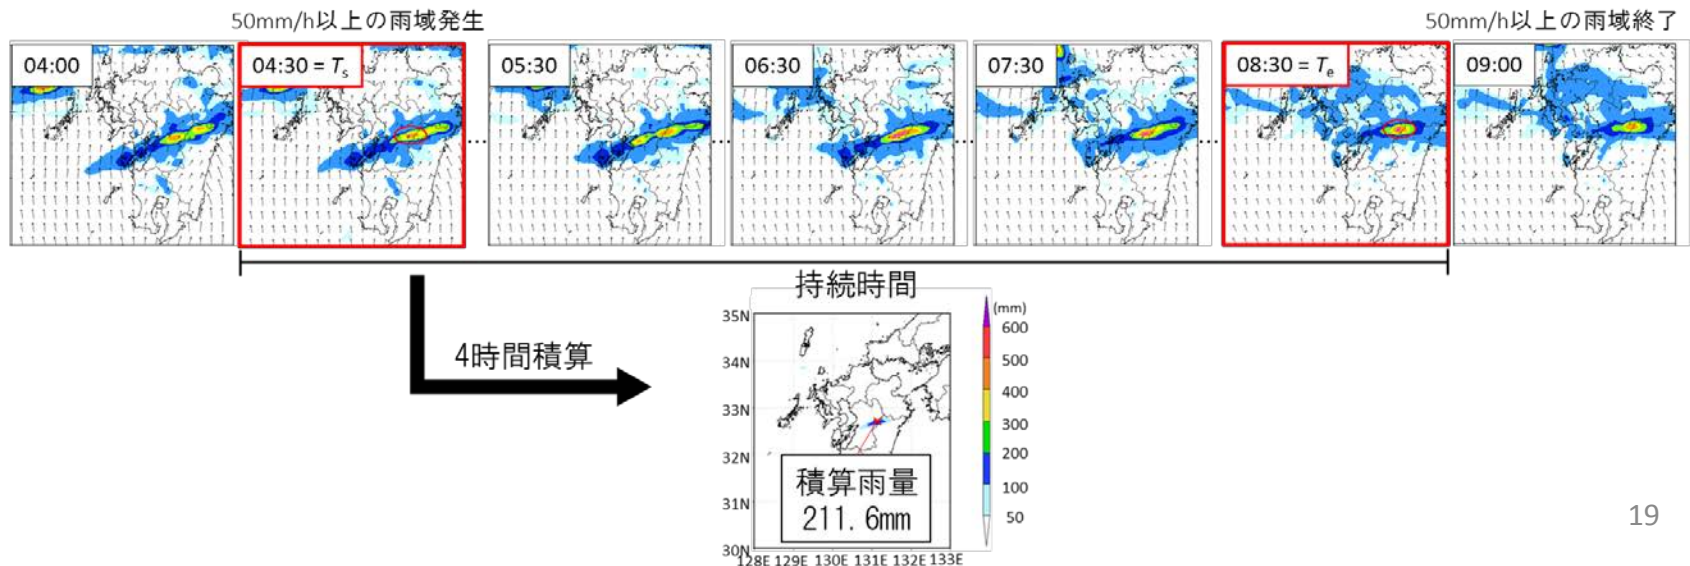 50mm/h以上の雨域発生
50mm/h以上の雨域終了
04:00
04:30 = Ts
05:30
06:30
07:30
08:30 = Te
09:00
...
...
...
...
持続時間
4時間積算
(mm)
35N
600
34N
500
400
33N
300
32N
200
積算雨量
211.6mm
31N
100
50
30N
128E 129E 130E 131E 132E 133E
19